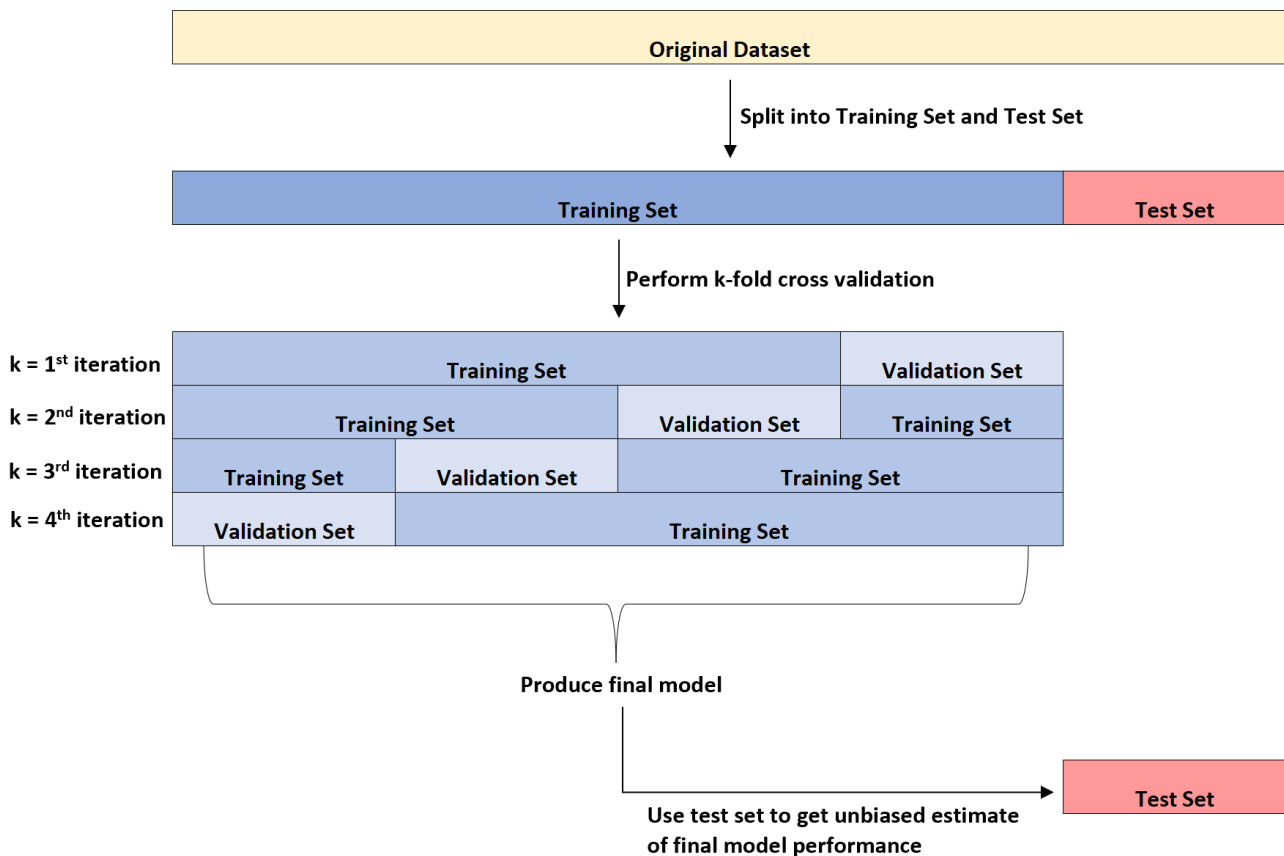 Original Dataset
Split into Training Set and Test Set
Training Set Test Set
Perform k-fold cross validation
k = 1st iteration Training Set Validation Set
k = 2nd iteration Training Set Validation Set Training Set
k = 3rd iteration Training Set Validation Set Training Set
k = 4th iteration Validation Set Training Set
Produce final model
Test Set
Use test set to get unbiased estimate
of final model performance